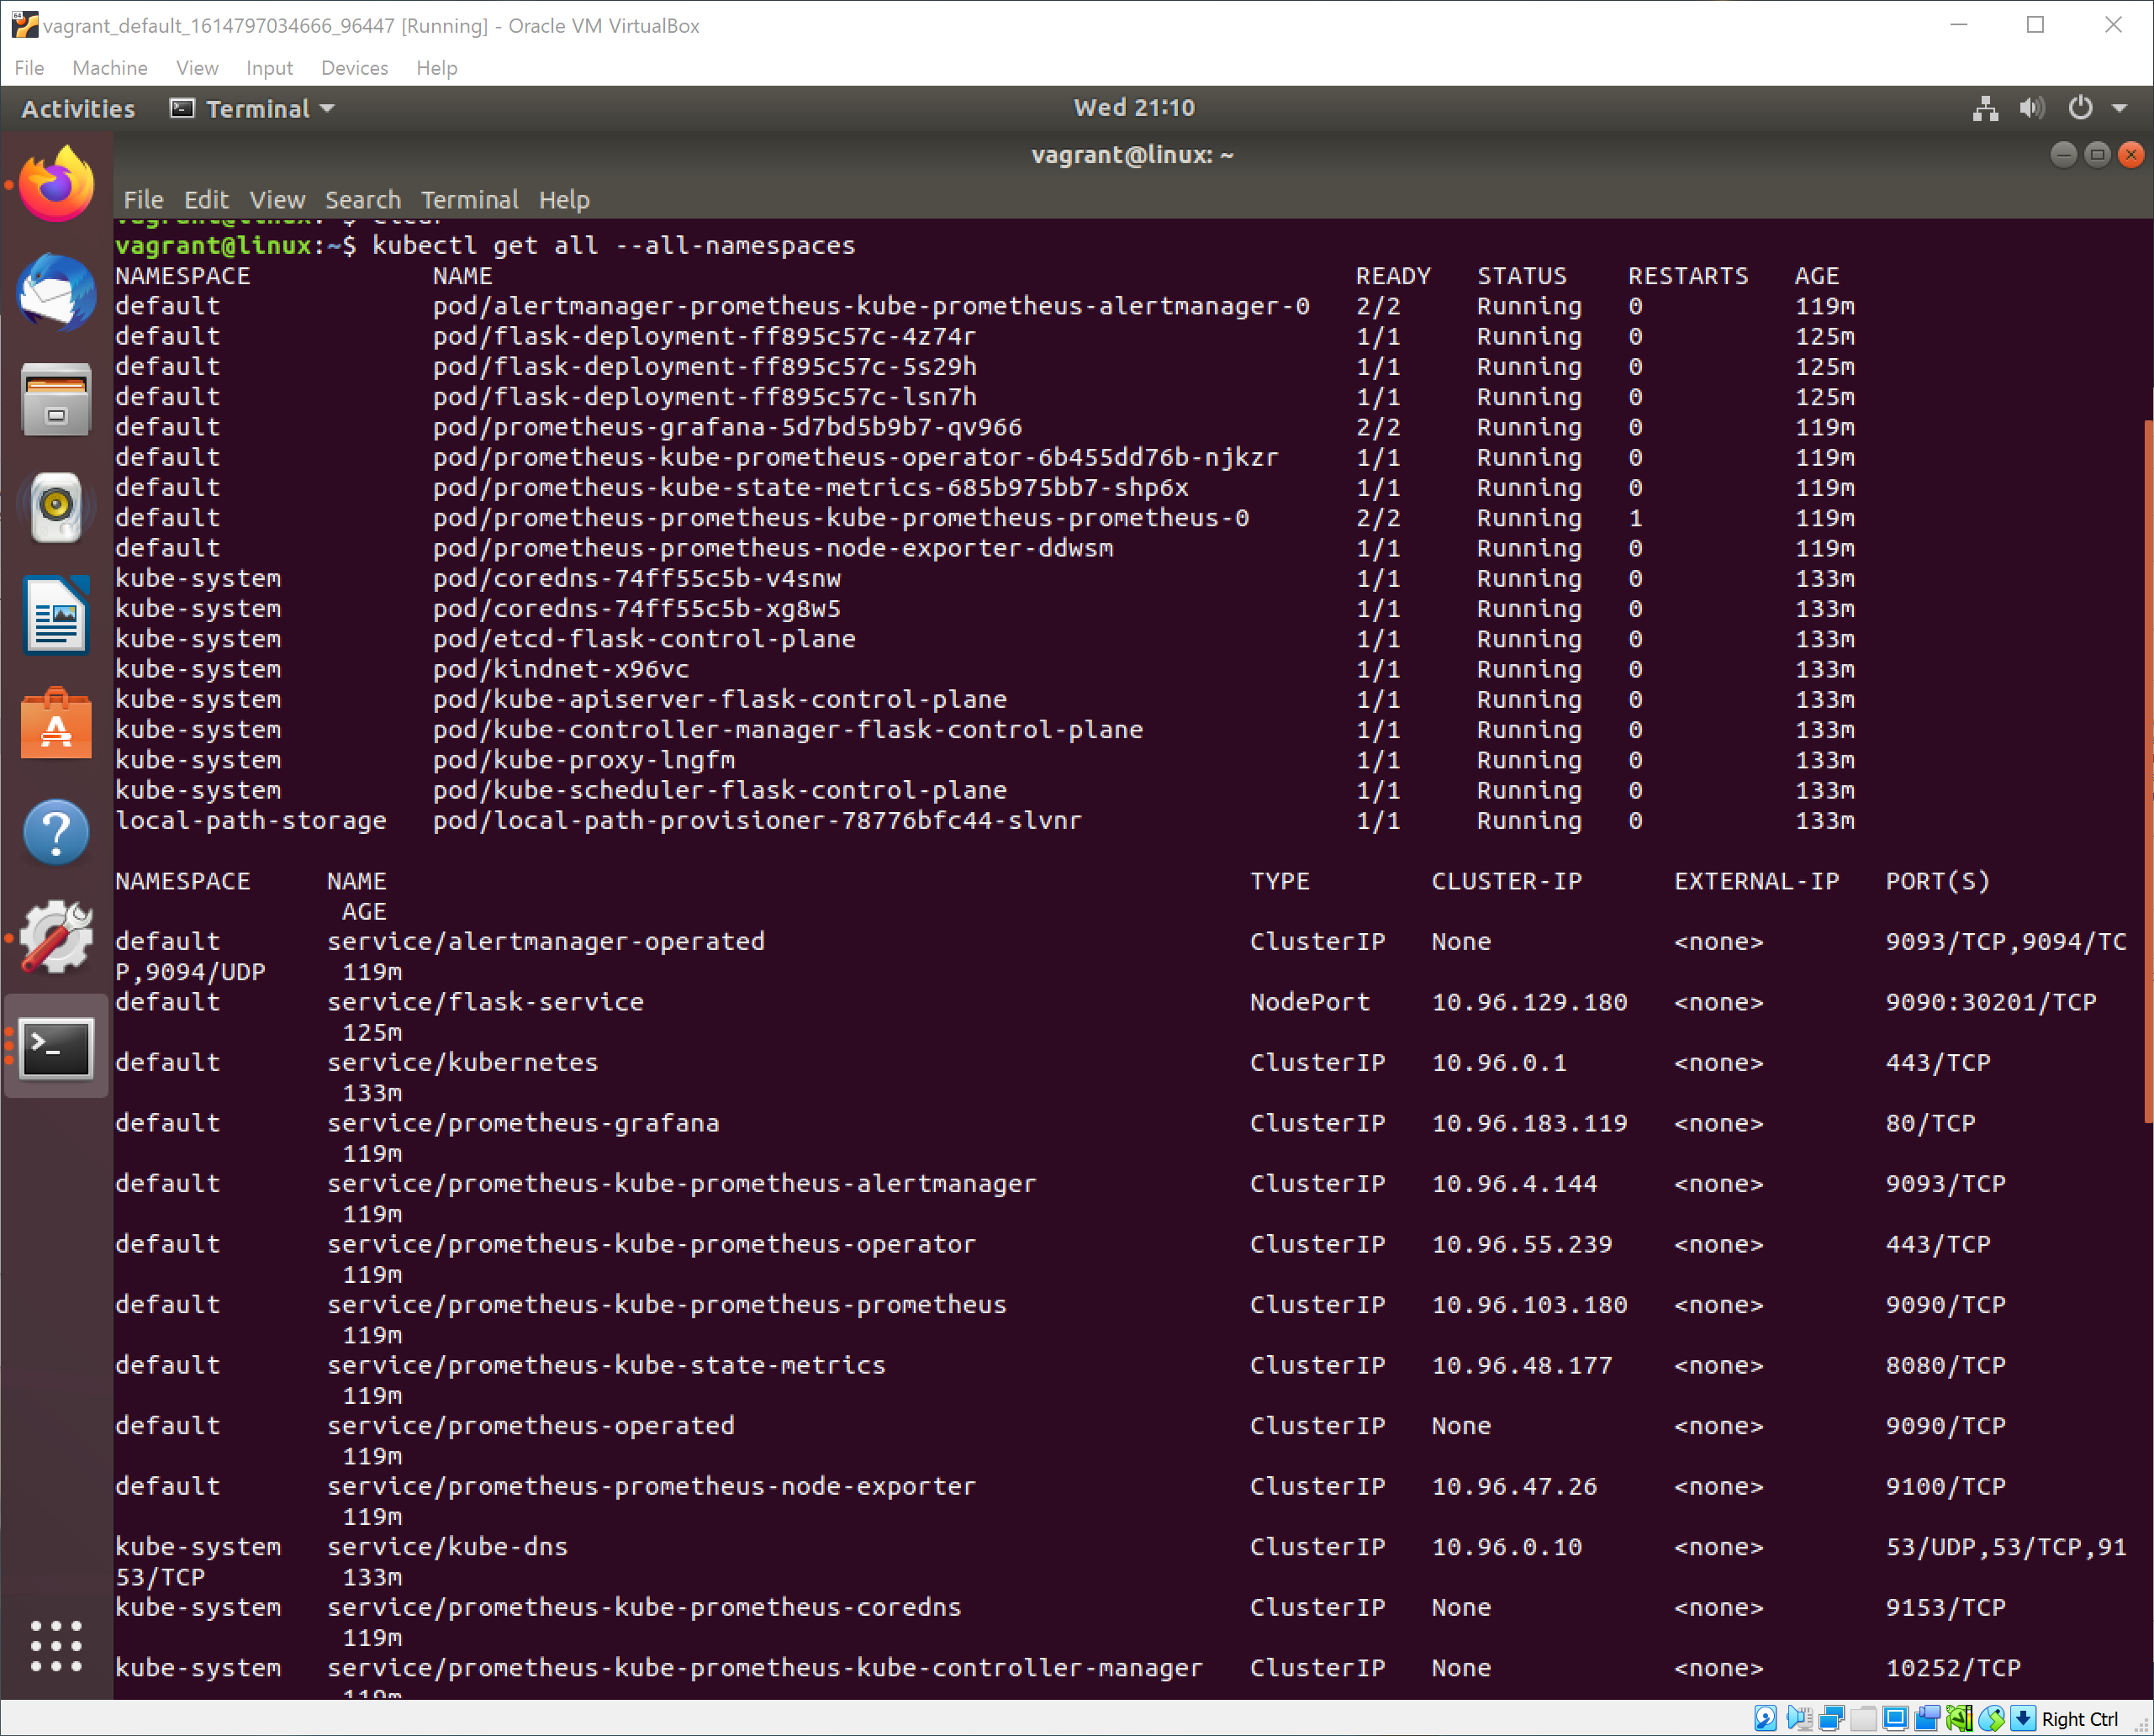 vagrant_default_1614797034666_96447 [Running] - Oracle VM VirtualBox
File Machine View Input Devices Help
Activities Terminal Wed 21:10
vagrant@linux: ~
File Edit View Search Terminal Help
vagrant@linux:~$ clear
vagrant@linux:~$ kubectl get all --all-namespaces
NAMESPACE NAME READY STATUS RESTARTS AGE
default pod/alertmanager-prometheus-kube-prometheus-alertmanager-0 2/2 Running 0 119m
default pod/flask-deployment-ff895c57c-4z74r 1/1 Running 0 125m
default pod/flask-deployment-ff895c57c-5s29h 1/1 Running 0 125m
default pod/flask-deployment-ff895c57c-lsn7h 1/1 Running 0 125m
default pod/prometheus-grafana-5d7bd5b9b7-qv966 2/2 Running 0 119m
default pod/prometheus-kube-prometheus-operator-6b455dd76b-njkzr 1/1 Running 0 119m
default pod/prometheus-kube-state-metrics-685b975bb7-shp6x 1/1 Running 0 119m
default pod/prometheus-prometheus-kube-prometheus-prometheus-0 2/2 Running 1 119m
default pod/prometheus-prometheus-node-exporter-ddwsm 1/1 Running 0 119m
kube-system pod/coredns-74ff55c5b-v4snw 1/1 Running 0 133m
kube-system pod/coredns-74ff55c5b-xg8w5 1/1 Running 0 133m
kube-system pod/etcd-flask-control-plane 1/1 Running 0 133m
kube-system pod/kindnet-x96vc 1/1 Running 0 133m
kube-system pod/kube-apiserver-flask-control-plane 1/1 Running 0 133m
kube-system pod/kube-controller-manager-flask-control-plane 1/1 Running 0 133m
kube-system pod/kube-proxy-lngfm 1/1 Running 0 133m
kube-system pod/kube-scheduler-flask-control-plane 1/1 Running 0 133m
local-path-storage pod/local-path-provisioner-78776bfc44-slvnr 1/1 Running 0 133m
NAMESPACE NAME TYPE CLUSTER-IP EXTERNAL-IP PORT(S)
AGE
default service/alertmanager-operated ClusterIP None <none> 9093/TCP,9094/TC
P,9094/UDP 119m
default service/flask-service NodePort 10.96.129.180 <none> 9090:30201/TCP
125m
default service/kubernetes ClusterIP 10.96.0.1 <none> 443/TCP
133m
default service/prometheus-grafana ClusterIP 10.96.183.119 <none> 80/TCP
119m
default service/prometheus-kube-prometheus-alertmanager ClusterIP 10.96.4.144 <none> 9093/TCP
119m
default service/prometheus-kube-prometheus-operator ClusterIP 10.96.55.239 <none> 443/TCP
119m
default service/prometheus-kube-prometheus-prometheus ClusterIP 10.96.103.180 <none> 9090/TCP
119m
default service/prometheus-kube-state-metrics ClusterIP 10.96.48.177 <none> 8080/TCP
119m
default service/prometheus-operated ClusterIP None <none> 9090/TCP
119m
default service/prometheus-prometheus-node-exporter ClusterIP 10.96.47.26 <none> 9100/TCP
119m
kube-system service/kube-dns ClusterIP 10.96.0.10 <none> 53/UDP,53/TCP,91
53/TCP 133m
kube-system service/prometheus-kube-prometheus-coredns ClusterIP None <none> 9153/TCP
119m
kube-system service/prometheus-kube-prometheus-kube-controller-manager ClusterIP None <none> 10252/TCP
119m
Right Ctrl